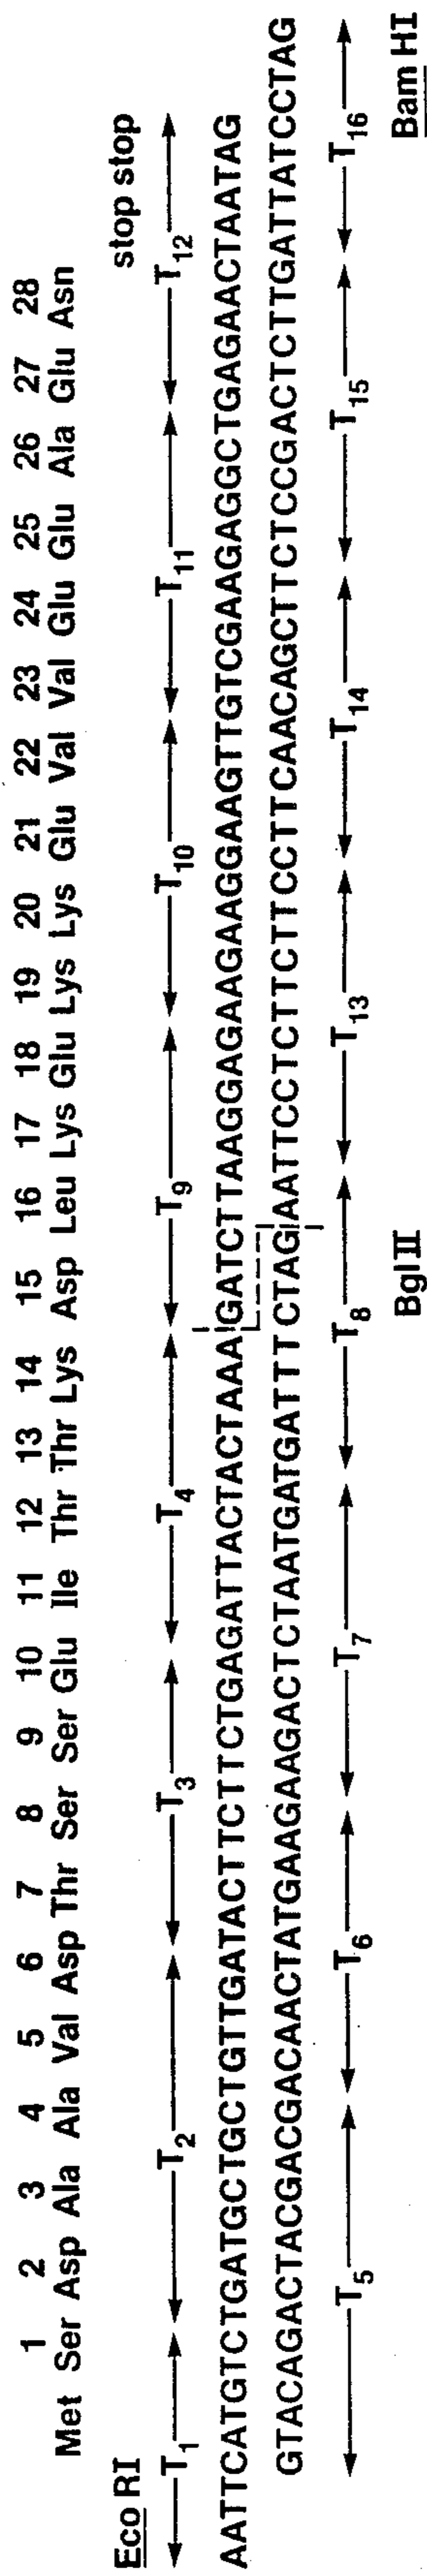 1 2 3 4 5 6 7 8 9 10 11 12 13 14 15 16 17 18 19 20 21 22 23 24 25 26 27 28
Met Ser Asp Ala Ala Val Asp Thr Ser Ser Glu Ile Thr Thr Lys Asp Leu Lys Glu Lys Lys Glu Val Val Glu Glu Ala Glu Asn
Eco RI stop stop
T1 T2 T3 T4 T9 T10 T11 T12
AATTCATGTCTGATGCTGCTGTTGATACTTCTTCTGAGATTACTACTAAAGATCTTAAGGAGAAGAAGGAAGTTGTCGAAGAGGCTGAGAACTAATAG
GTACAGACTACGACGACAACTATGAAGAAGACTCTAATGATGATTTCTAGAATTCCTCTTCTTCCTTCAACAGCTTCTCCGACTCTTGATTATCCTAG
T5 T6 T7 T8 T13 T14 T15 T16
Bgl II Bam HI